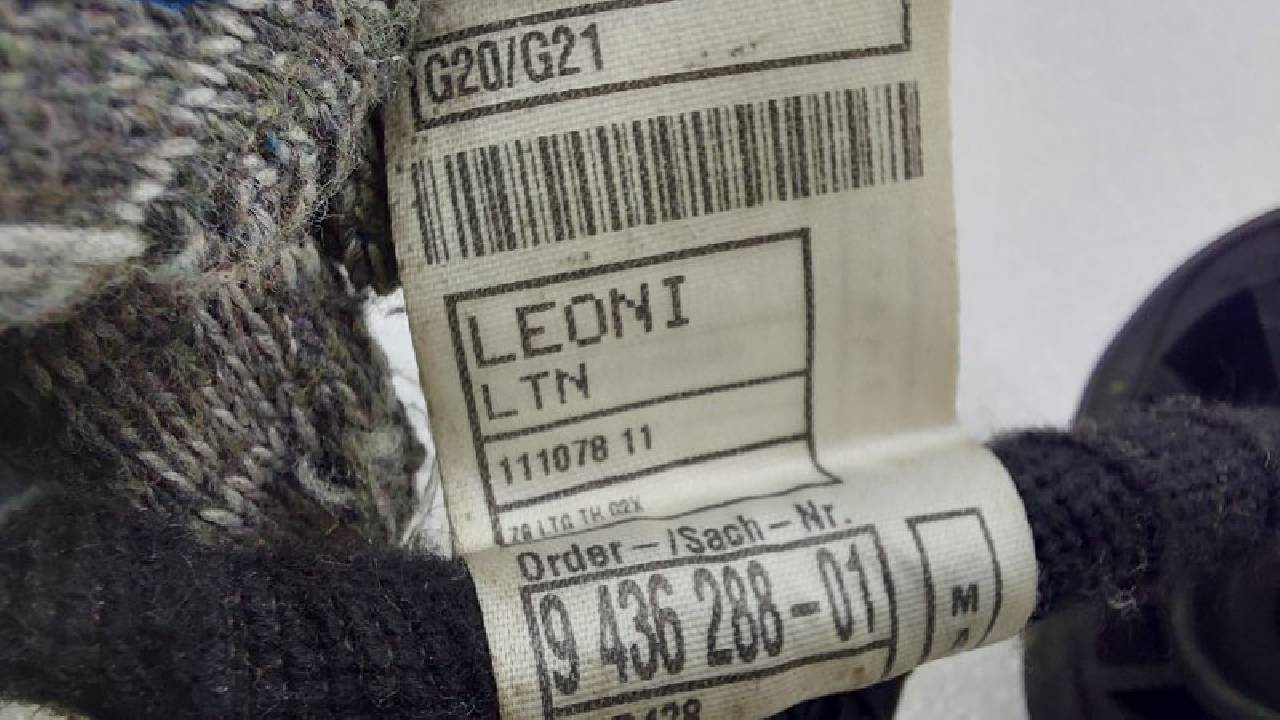 G20/G21
LEONI
LTN
111078 11
Order-/Sach-Nr.
9 436 288-01
M